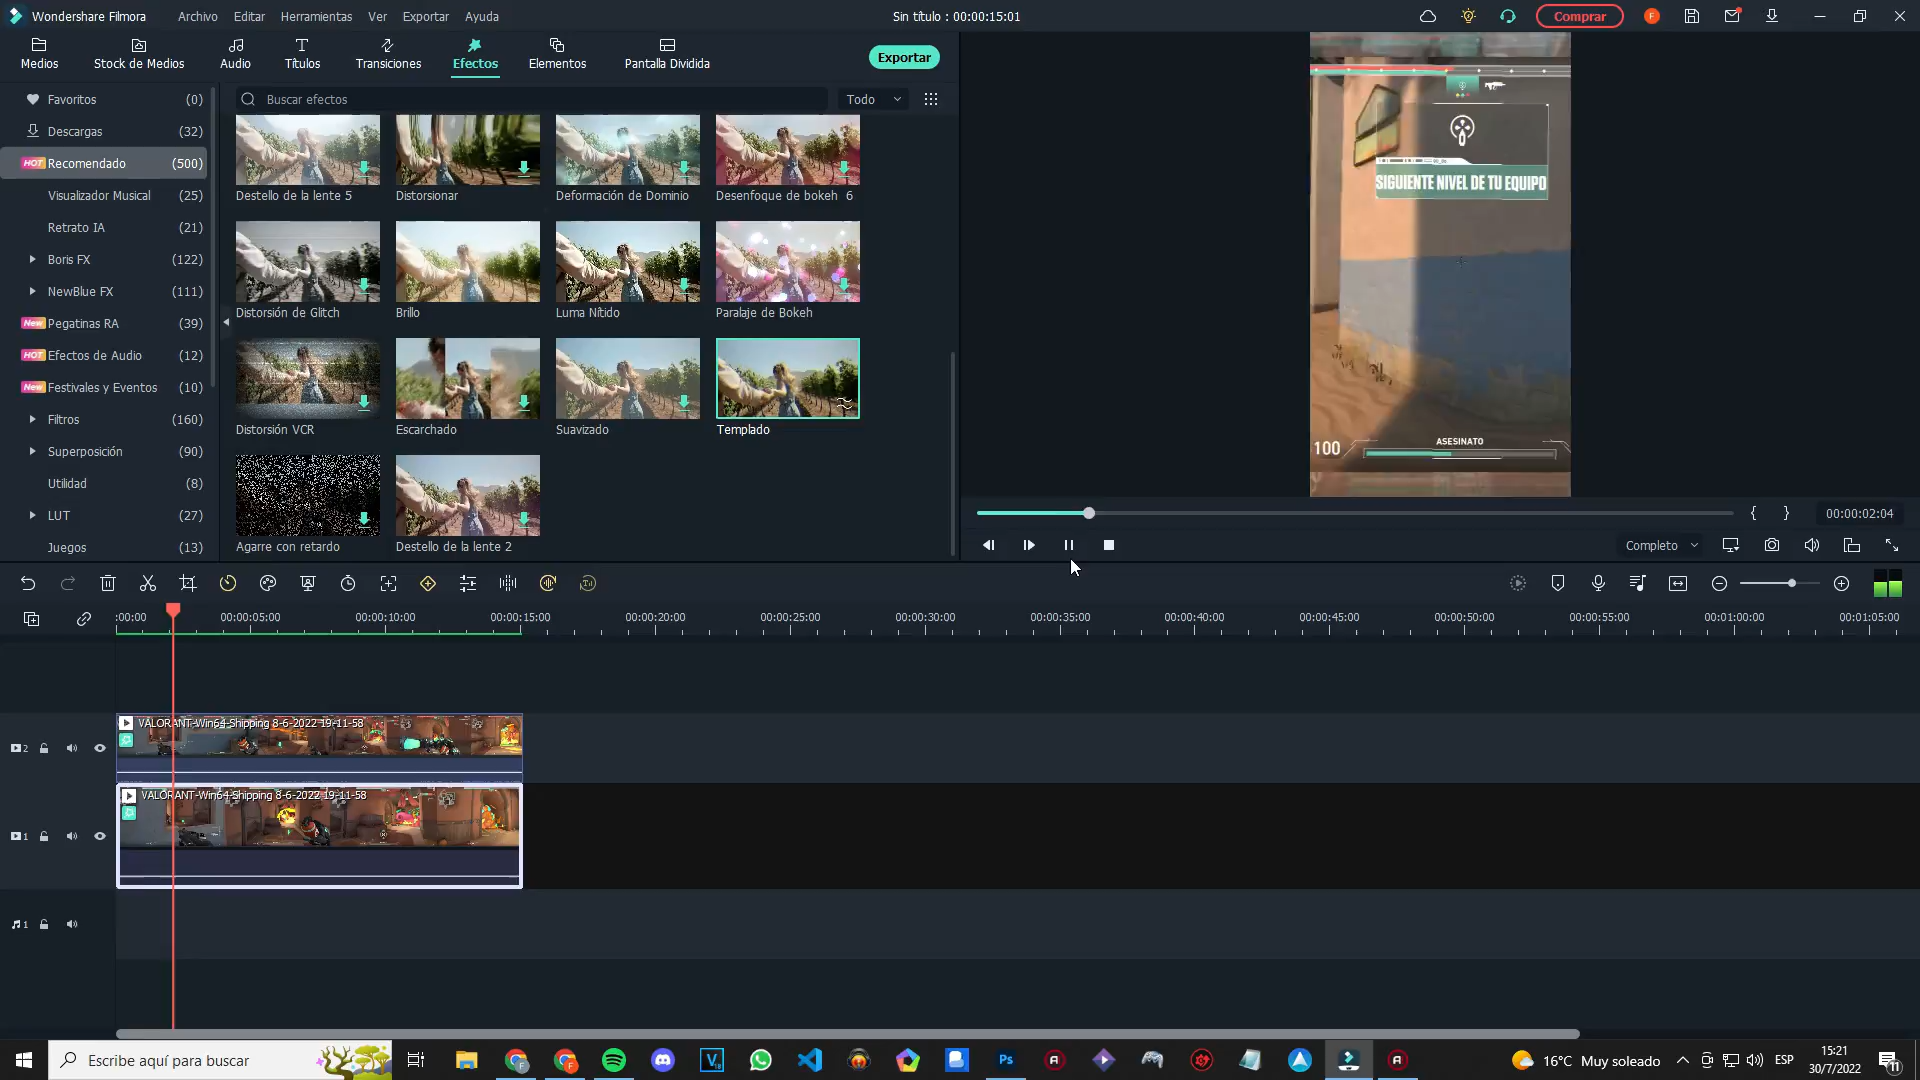 Wondershare Filmora
Archivo Editar Herramientas Ver Exportar Ayuda
Sin título : 00:00:15:01
Comprar
F
Medios
Stock de Medios
Audio
Títulos
Transiciones
Efectos
Elementos
Pantalla Dividida
Exportar
Favoritos (0)
Descargas (32)
HOT Recomendado (500)
Visualizador Musical (25)
Retrato IA (21)
Boris FX (122)
NewBlue FX (111)
New Pegatinas RA (39)
HOT Efectos de Audio (12)
New Festivales y Eventos (10)
Filtros (160)
Superposición (90)
Utilidad (8)
LUT (27)
Juegos (13)
Buscar efectos
Todo
Destello de la lente 5
Distorsionar
Deformación de Dominio
Desenfoque de bokeh 6
Distorsión de Glitch
Brillo
Luma Nítido
Paralaje de Bokeh
Distorsión VCR
Escarchado
Suavizado
Templado
Agarre con retardo
Destello de la lente 2
SIGUIENTE NIVEL DE TU EQUIPO
100
ASESINATO
{ }
00:00:02:04
Completo
:00:00 00:00:05:00 00:00:10:00 00:00:15:00 00:00:20:00 00:00:25:00 00:00:30:00 00:00:35:00 00:00:40:00 00:00:45:00 00:00:50:00 00:00:55:00 00:01:00:00 00:01:05:00
2
VALORANT-Win64-Shipping 8-6-2022 19-11-58
1
VALORANT-Win64-Shipping 8-6-2022 19-11-58
1
Escribe aquí para buscar
Ps
16°C Muy soleado
ESP
15:21
30/7/2022
11